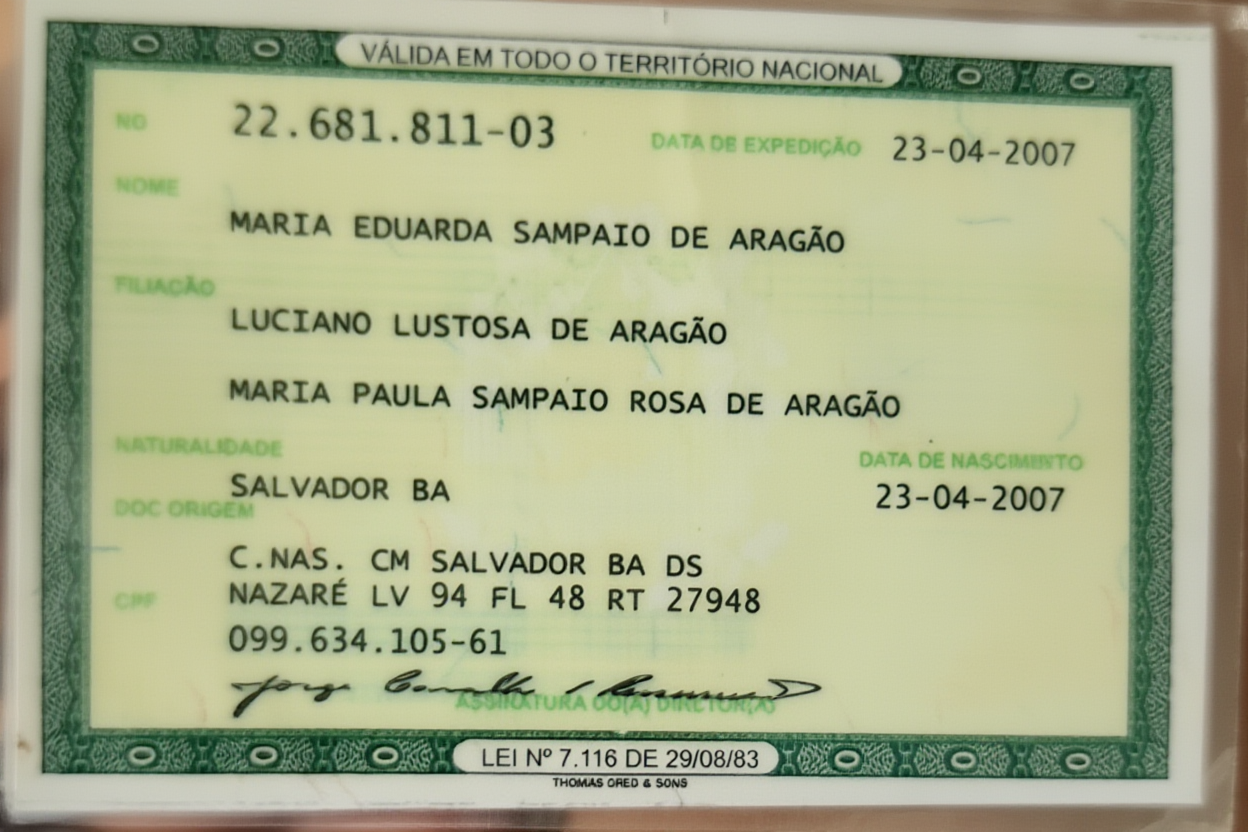 VÁLIDA EM TODO O TERRITÓRIO NACIONAL
NO 22.681.811-03 DATA DE EXPEDIÇÃO 23-04-2007
NOME
MARIA EDUARDA SAMPAIO DE ARAGÃO
FILIAÇÃO
LUCIANO LUSTOSA DE ARAGÃO
MARIA PAULA SAMPAIO ROSA DE ARAGÃO
NATURALIDADE DATA DE NASCIMENTO
SALVADOR BA 23-04-2007
DOC ORIGEM
C.NAS. CM SALVADOR BA DS
NAZARÉ LV 94 FL 48 RT 27948
CPF
099.634.105-61
ASSINATURA DO(A) DIRETOR(A)
LEI Nº 7.116 DE 29/08/83
THOMAS GRED & SONS